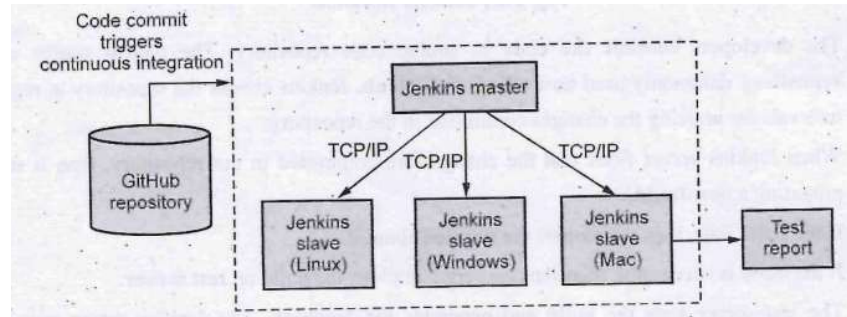 Code commit
triggers
continuous integration
Jenkins master
TCP/IP
TCP/IP
TCP/IP
GitHub
repository
Jenkins
slave
(Linux)
Jenkins
slave
(Windows)
Jenkins
slave
(Mac)
Test
report